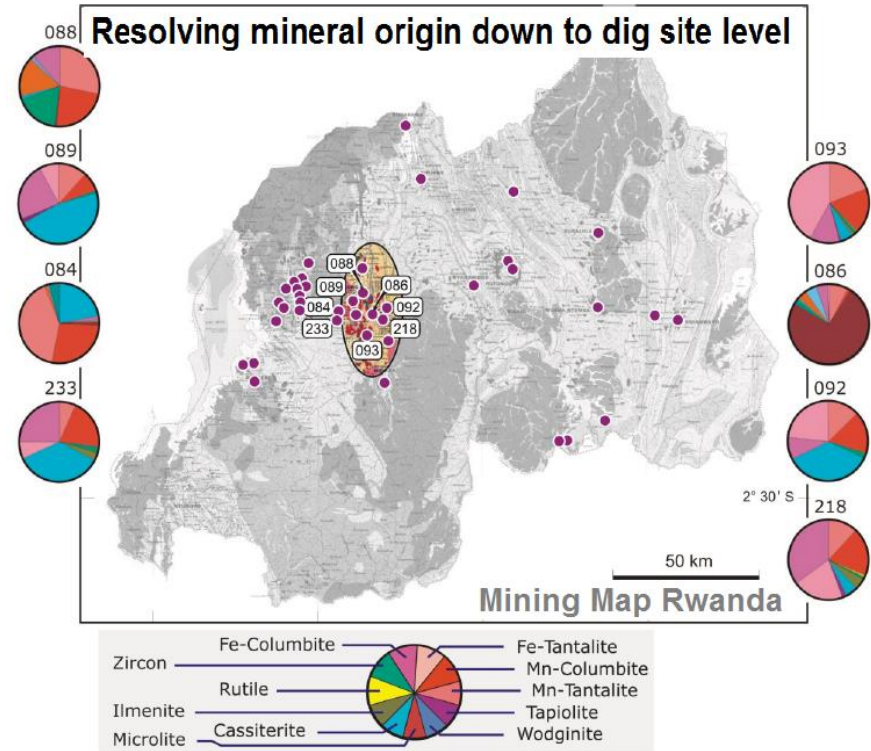 Resolving mineral origin down to dig site level
088
089
084
233
093
086
092
218
088
089
086
084
092
233
218
093
2° 30' S
50 km
Mining Map Rwanda
Fe-Columbite
Fe-Tantalite
Zircon
Mn-Columbite
Rutile
Mn-Tantalite
Ilmenite
Tapiolite
Cassiterite
Wodginite
Microlite